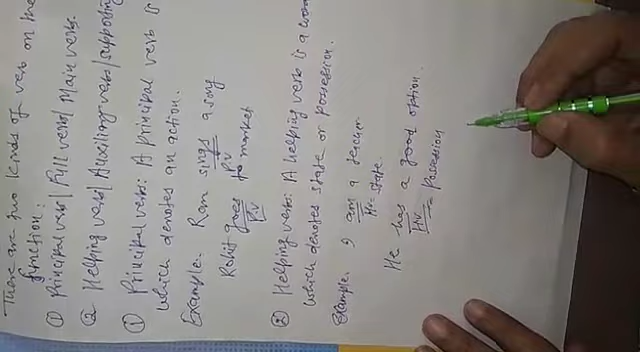 There are two kinds of verb on the
function.
① Principal verb/ Full verb/ Main verb.
② Helping verb/ Auxiliary verb/ supporting
① Principal verb: A Principal verb is
which denotes an action.
Example. Ram sings a song
PV
Rohit goes to market
PV
② Helping verb: A helping verb is a word
which denotes state or possession.
Example. I am a teacher
HV state.
He has a good option.
HV = Possession